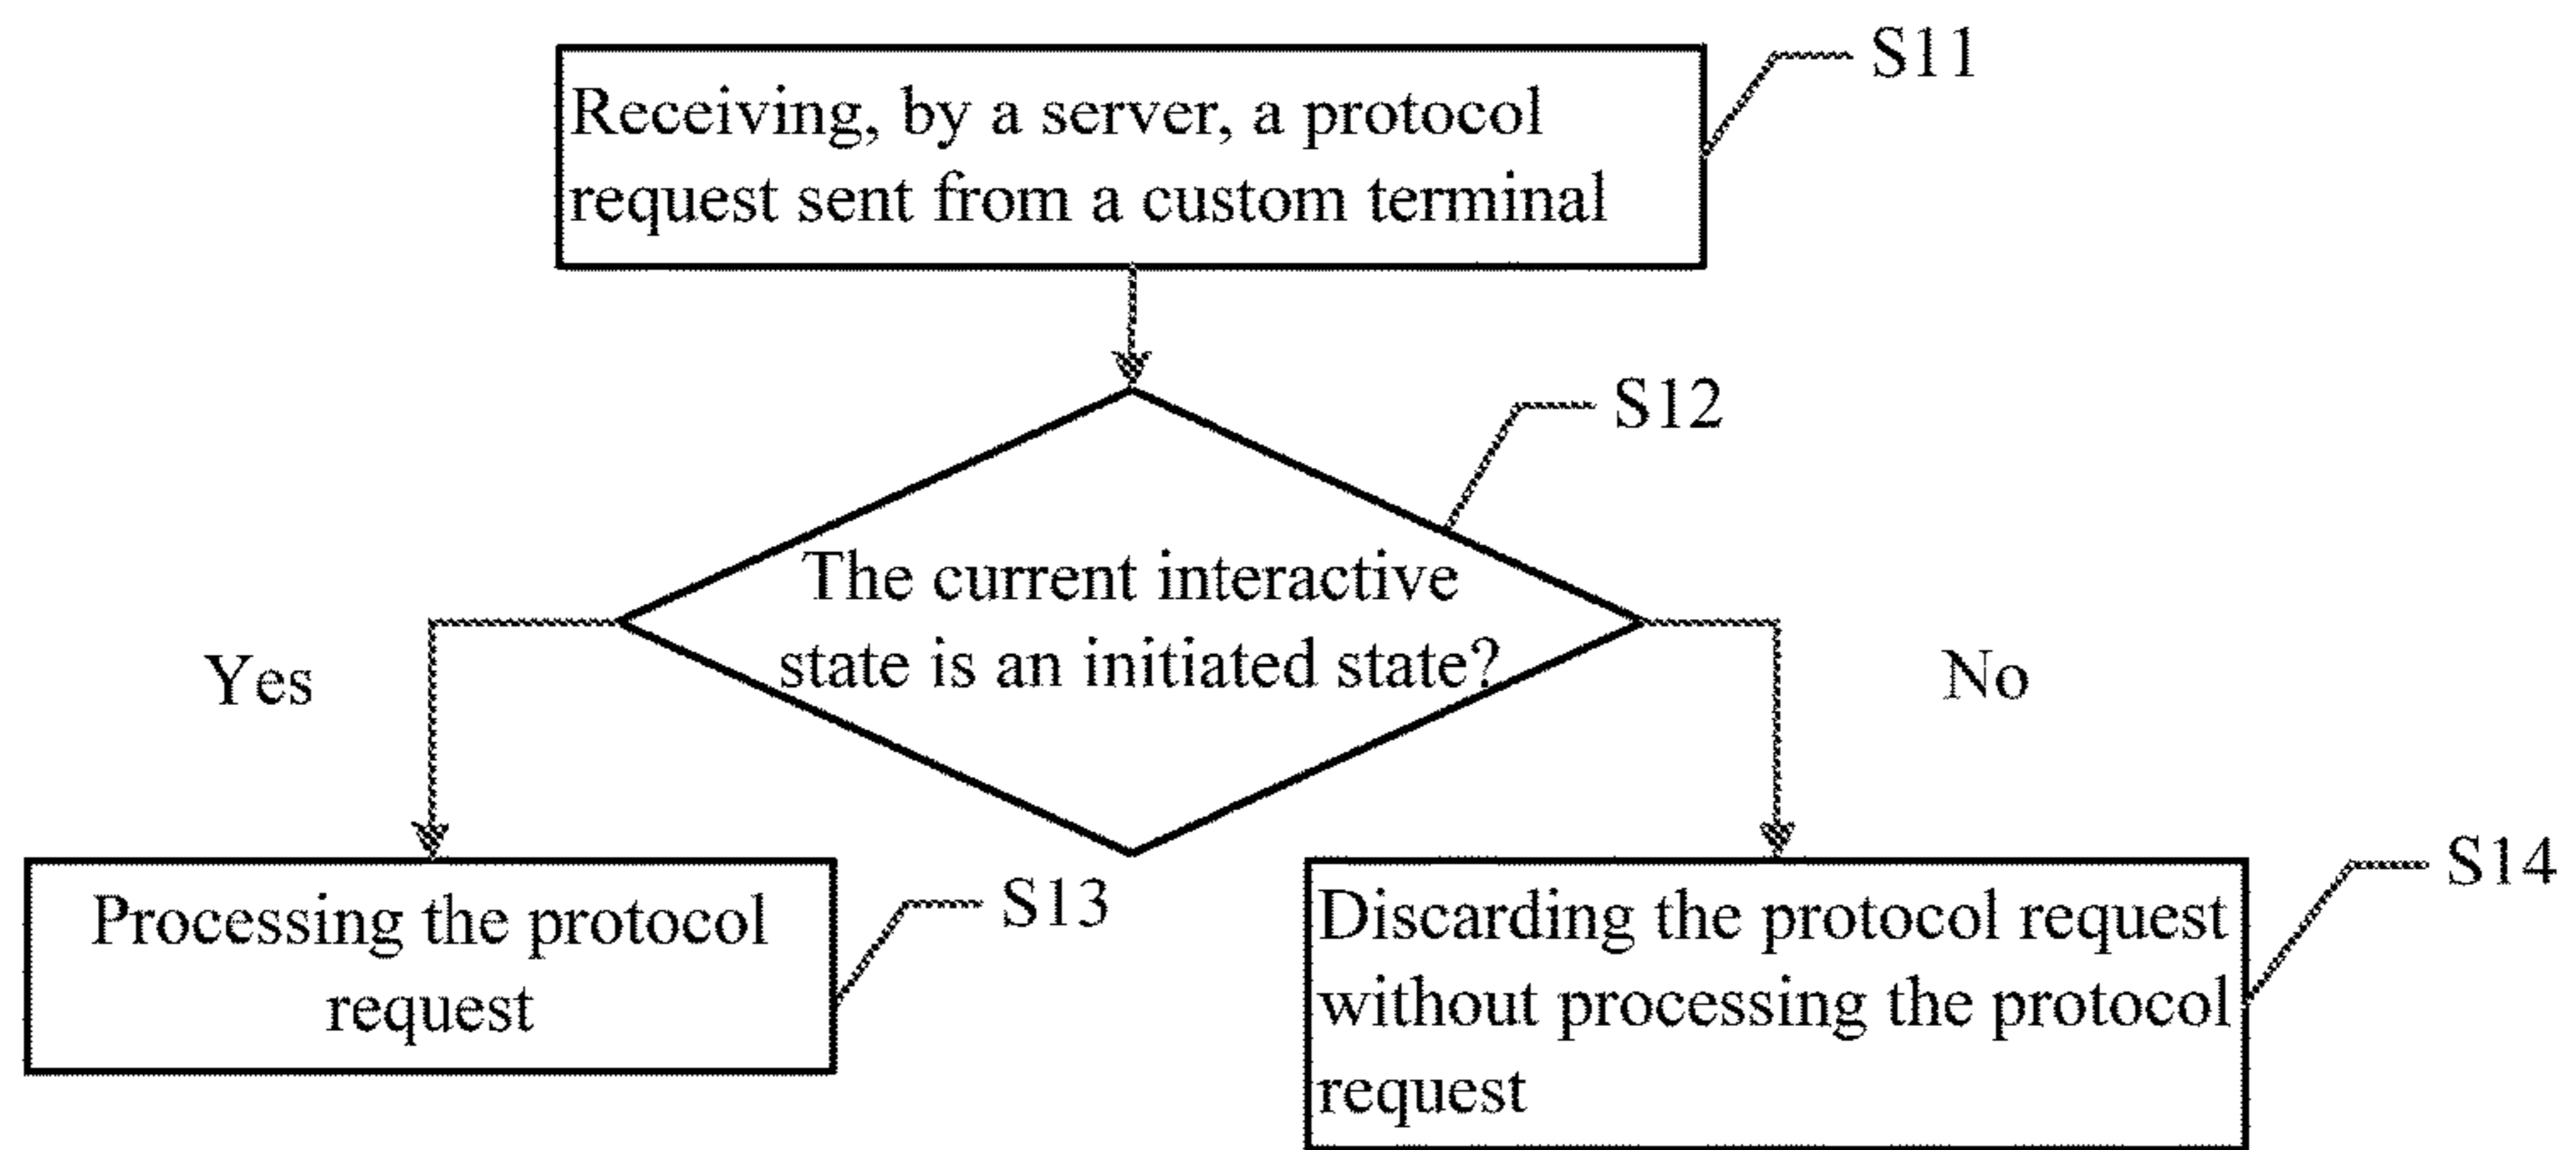 S11
Receiving, by a server, a protocol
request sent from a custom terminal
S12
The current interactive
state is an initiated state?
Yes
No
Processing the protocol
request
S13
Discarding the protocol request
without processing the protocol
request
S14